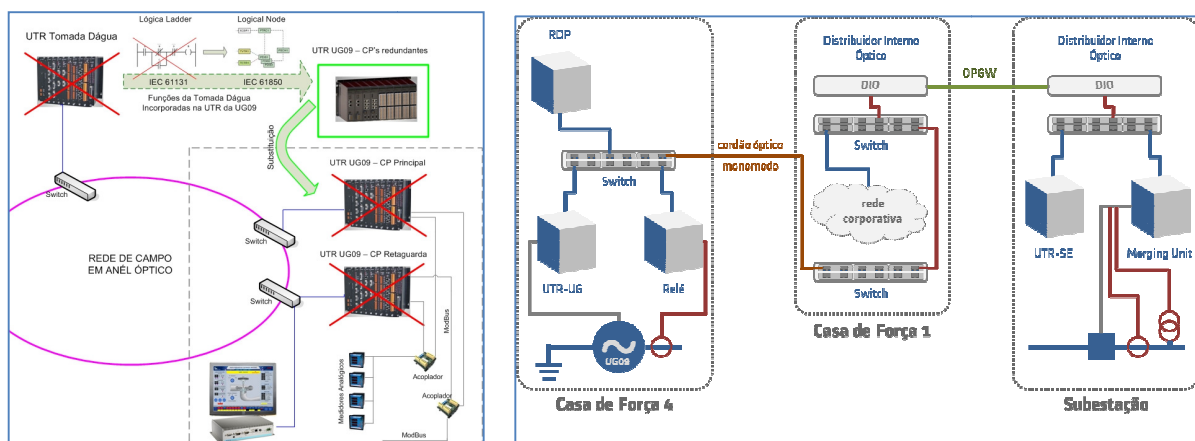 Lógica Ladder
Logical Node
UTR Tomada Dágua
UTR UG09 – CP's redundantes
IEC 61131
IEC 61850
Funções da Tomada Dágua
Incorporadas na UTR da UG09
Substituição
UTR UG09 – CP Principal
Switch
Switch
UTR UG09 – CP Retaguarda
REDE DE CAMPO
EM ANÉL ÓPTICO
Switch
ModBus
Medidores Analógicos
Acoplador
Acoplador
ModBus
RDP
Switch
UTR-UG
Relé
UG09
Casa de Força 4
cordão óptico
monomodo
Distribuidor Interno
Óptico
DIO
Switch
rede
corporativa
Switch
Casa de Força 1
OPGW
Distribuidor Interno
Óptico
DIO
UTR-SE
Merging Unit
Subestação